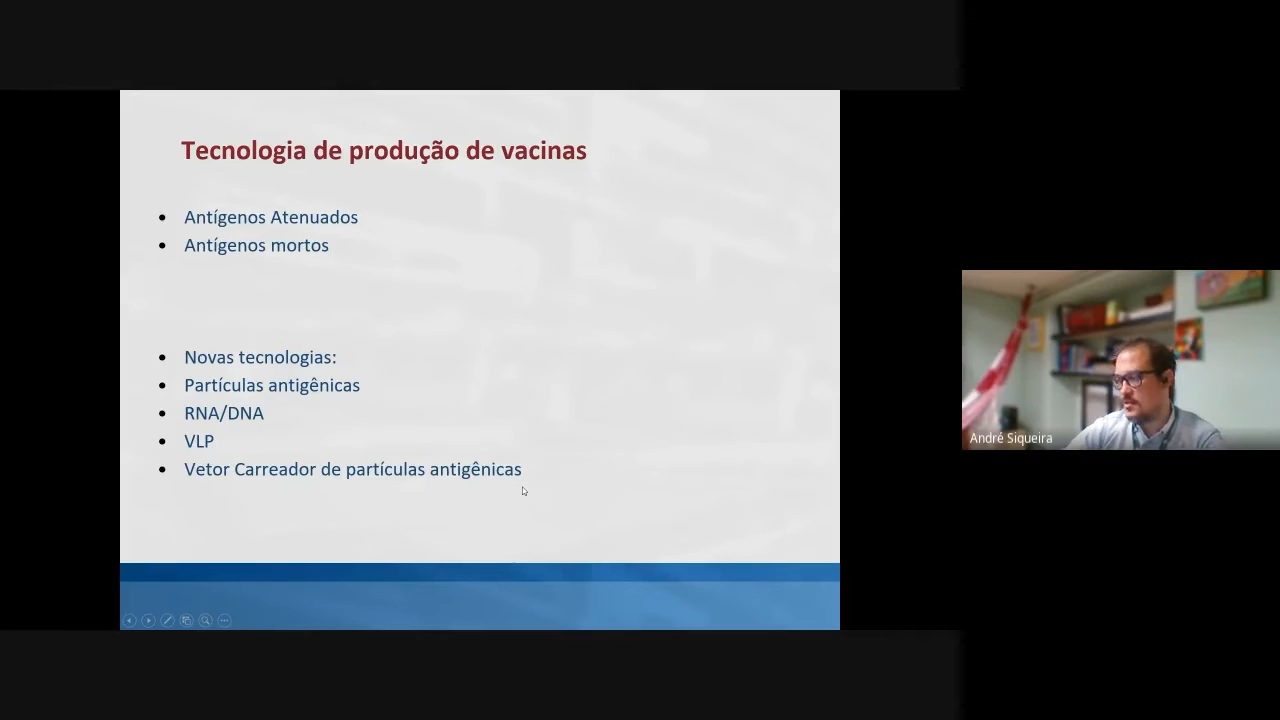 Tecnologia de produção de vacinas
• Antígenos Atenuados
• Antígenos mortos
• Novas tecnologias:
• Partículas antigênicas
• RNA/DNA
• VLP
• Vetor Carreador de partículas antigênicas
André Siqueira